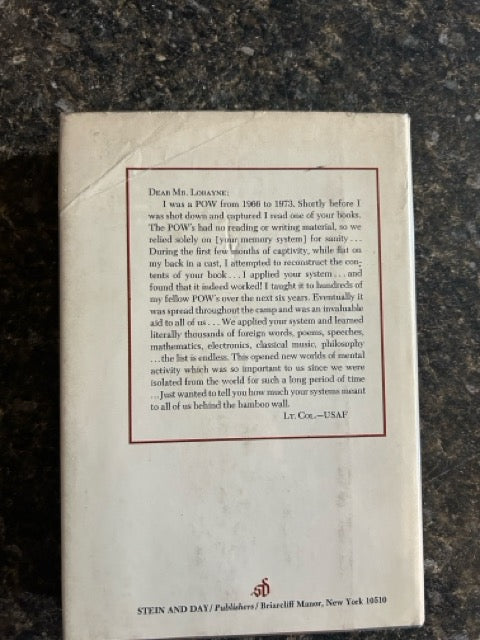 DEAR MR. LORAYNE:
I was a POW from 1966 to 1973. Shortly before I
was shot down and captured I read one of your books.
The POW's had no reading or writing material, so we
relied solely on [your memory system] for sanity...
During the first few months of captivity, while flat on
my back in a cast, I attempted to reconstruct the con-
tents of your book... I applied your system... and
found that it indeed worked! I taught it to hundreds of
my fellow POW's over the next six years. Eventually it
was spread throughout the camp and was an invaluable
aid to all of us... We applied your system and learned
literally thousands of foreign words, poems, speeches,
mathematics, electronics, classical music, philosophy
...the list is endless. This opened new worlds of mental
activity which was so important to us since we were
isolated from the world for such a long period of time
...Just wanted to tell you how much your systems meant
to all of us behind the bamboo wall.
LT. COL.—USAF
SD
STEIN AND DAY/Publishers/Briarcliff Manor, New York 10510